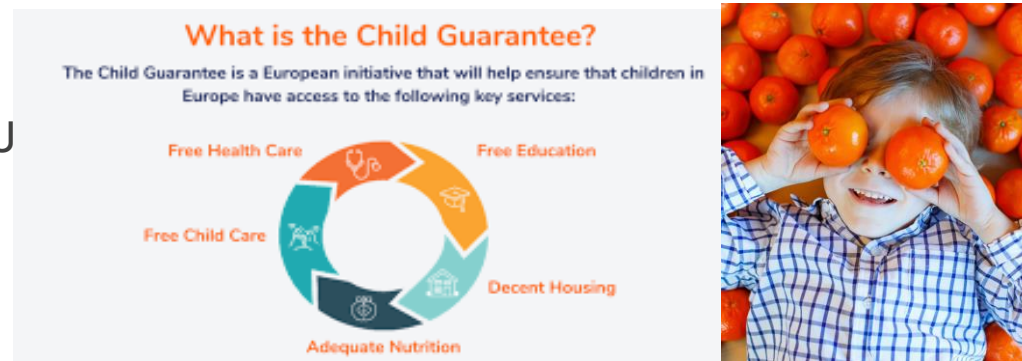 What is the Child Guarantee?
The Child Guarantee is a European initiative that will help ensure that children in
Europe have access to the following key services:
U
Free Health Care
Free Education
Free Child Care
Decent Housing
Adequate Nutrition